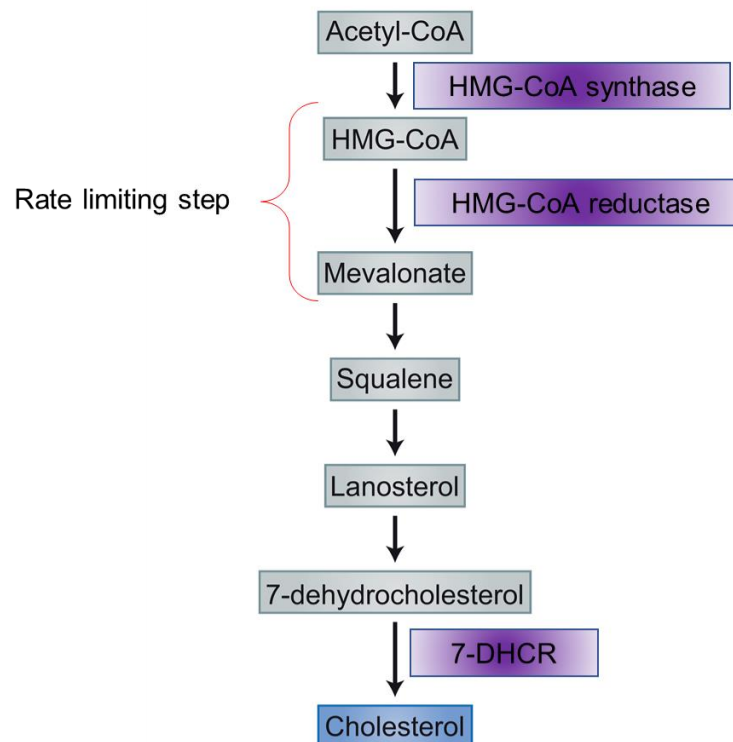 Acetyl-CoA
HMG-CoA synthase
HMG-CoA
Rate limiting step
HMG-CoA reductase
Mevalonate
Squalene
Lanosterol
7-dehydrocholesterol
7-DHCR
Cholesterol